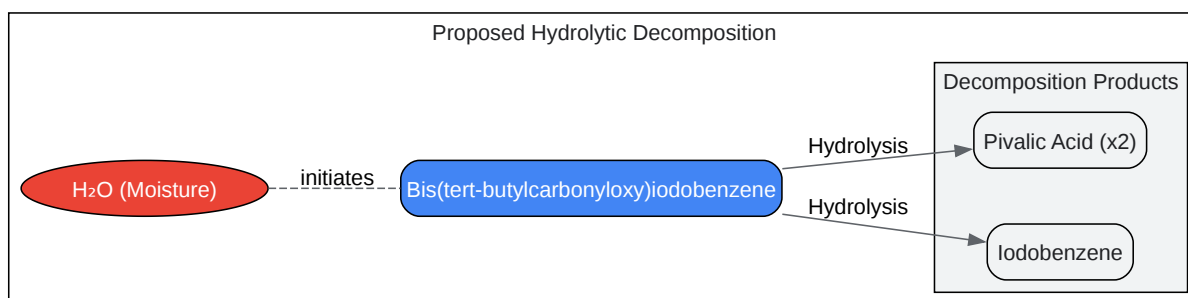 Proposed Hydrolytic Decomposition
Decomposition Products
Hydrolysis
Pivalic Acid (x2)
H₂O (Moisture)
initiates
Bis(tert-butylcarbonyloxy)iodobenzene
Hydrolysis
Iodobenzene